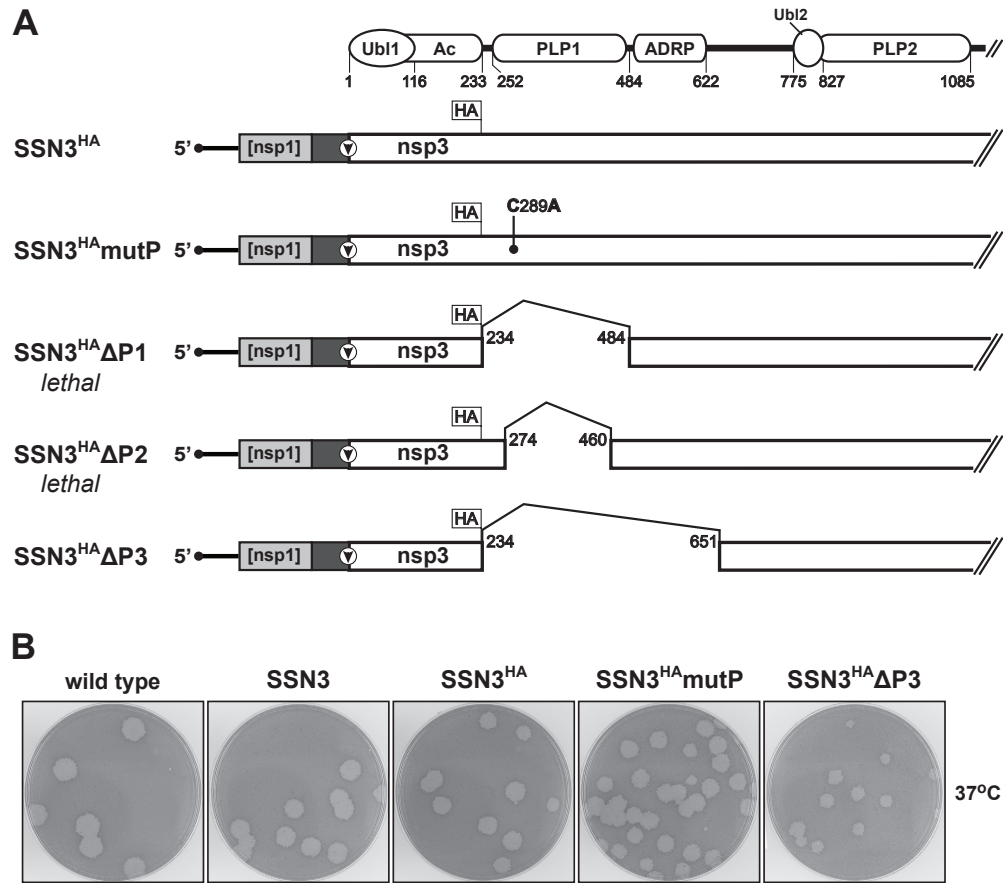 A
Ubl1 Ac PLP1 ADRP Ubl2 PLP2
1 116 233 252 484 622 775 827 1085
HA
SSN3ᴴᴬ 5’ [nsp1] nsp3
HA C289A
SSN3ᴴᴬmutP 5’ [nsp1] nsp3
HA
SSN3ᴴᴬΔP1 5’ [nsp1] nsp3 234 484
lethal
HA
SSN3ᴴᴬΔP2 5’ [nsp1] nsp3 274 460
lethal
HA
SSN3ᴴᴬΔP3 5’ [nsp1] nsp3 234 651
B
wild type SSN3 SSN3ᴴᴬ SSN3ᴴᴬmutP SSN3ᴴᴬΔP3
37ºC